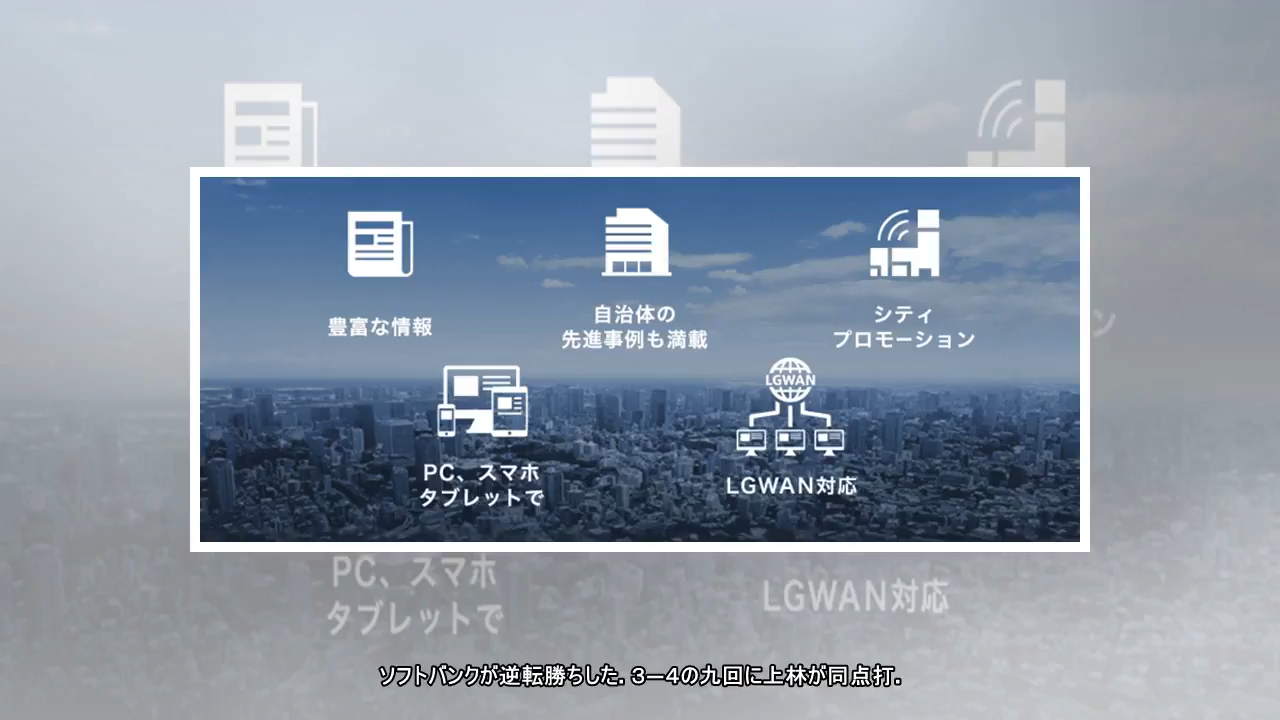 豊富な情報
自治体の
先進事例も満載
シティ
プロモーション
LGWAN
PC、スマホ
タブレットで
LGWAN対応
ン
PC、スマホ
タブレットで
LGWAN対応
ソフトバンクが逆転勝ちした. 3―4の九回に上林が同点打.